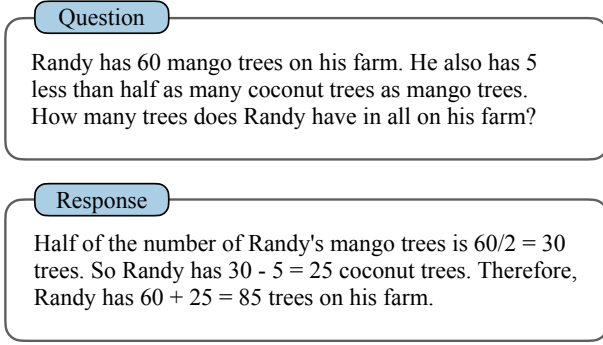 Question
Randy has 60 mango trees on his farm. He also has 5
less than half as many coconut trees as mango trees.
How many trees does Randy have in all on his farm?
Response
Half of the number of Randy's mango trees is 60/2 = 30
trees. So Randy has 30 - 5 = 25 coconut trees. Therefore,
Randy has 60 + 25 = 85 trees on his farm.